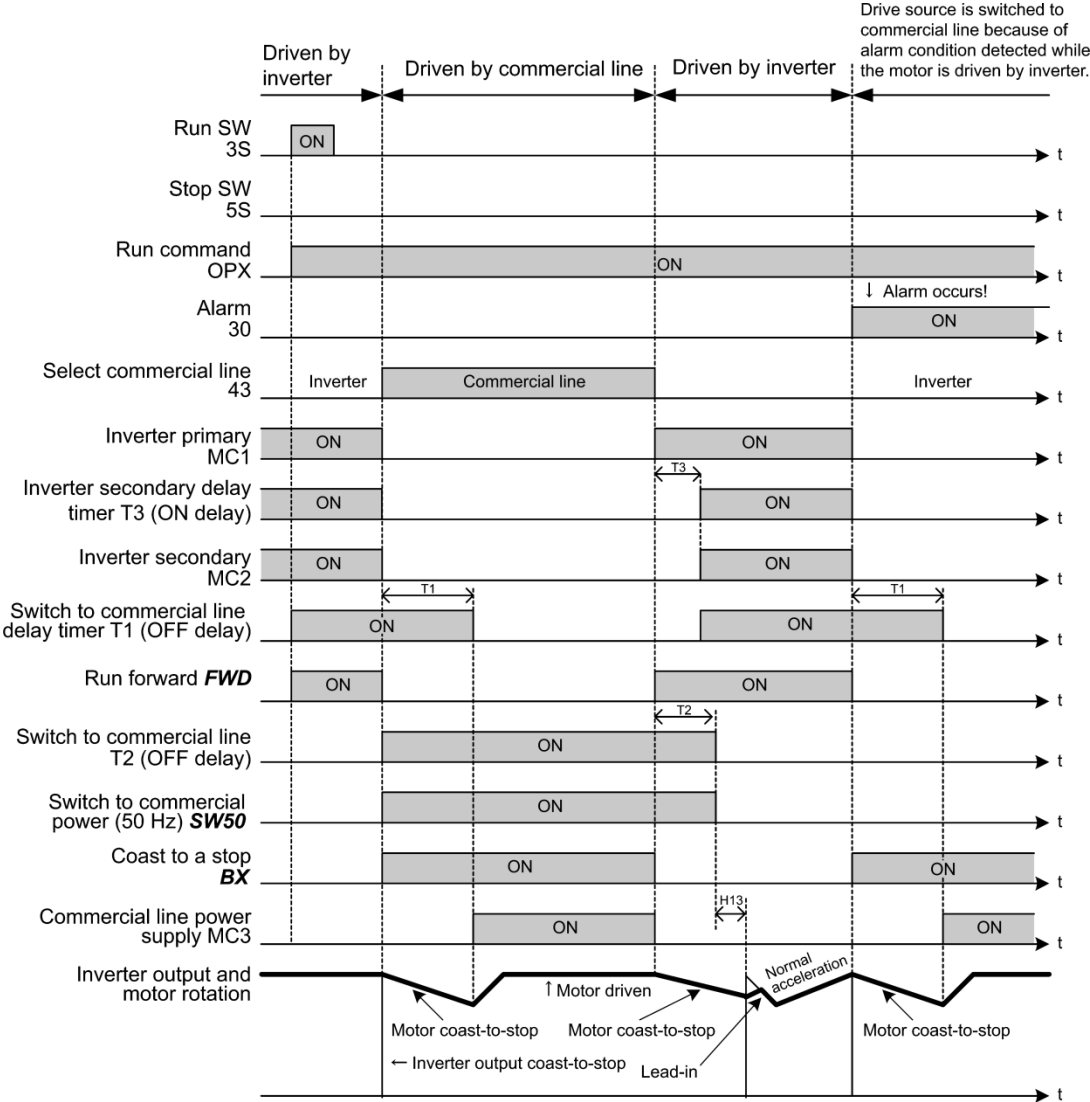 Drive source is switched to
commercial line because of
alarm condition detected while
the motor is driven by inverter.
Driven by
inverter
Driven by commercial line
Driven by inverter
Run SW
3S
ON
t
Stop SW
5S
t
Run command
OPX
ON
t
↓ Alarm occurs!
Alarm
30
ON
t
Select commercial line
43
Inverter
Commercial line
Inverter
t
Inverter primary
MC1
ON
ON
t
T3
Inverter secondary delay
timer T3 (ON delay)
ON
ON
t
Inverter secondary
MC2
ON
ON
t
T1
T1
Switch to commercial line
delay timer T1 (OFF delay)
ON
ON
t
Run forward FWD
ON
ON
t
T2
Switch to commercial line
T2 (OFF delay)
ON
t
Switch to commercial
power (50 Hz) SW50
ON
t
Coast to a stop
BX
ON
ON
t
H13
Commercial line power
supply MC3
ON
ON
t
Inverter output and
motor rotation
Normal
acceleration
↑ Motor driven
Motor coast-to-stop
Motor coast-to-stop
Motor coast-to-stop
← Inverter output coast-to-stop
Lead-in
t